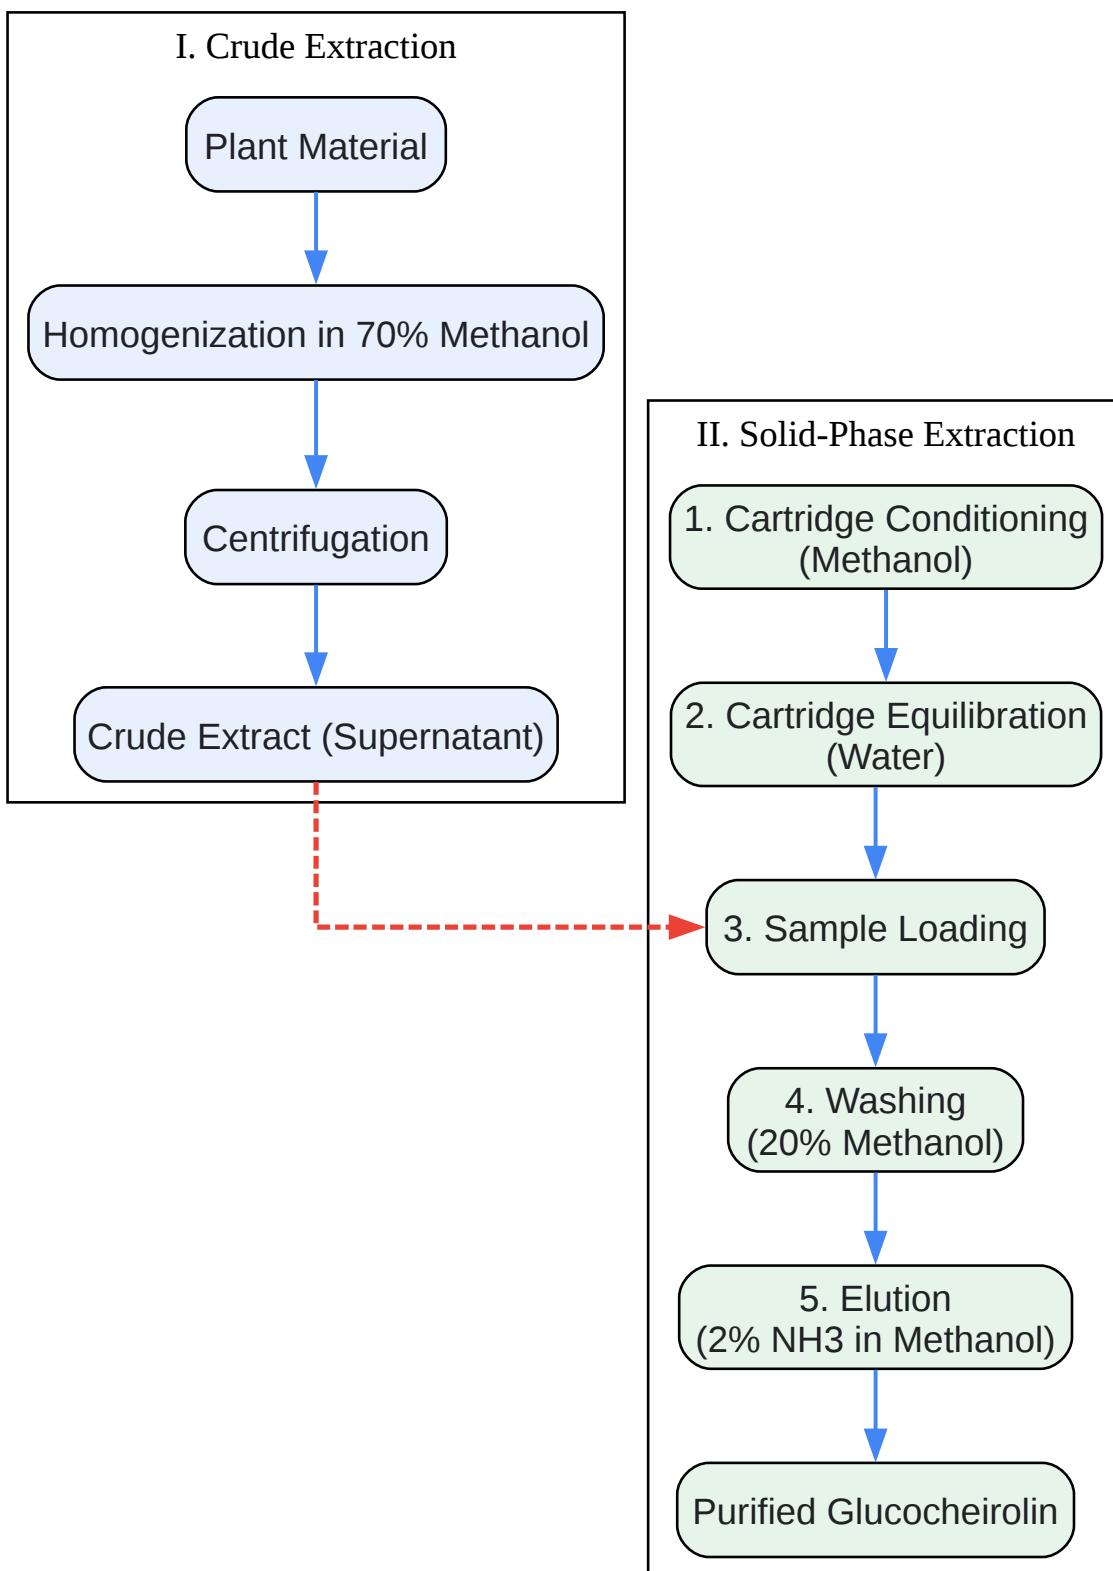 I. Crude Extraction
Plant Material
Homogenization in 70% Methanol
Centrifugation
Crude Extract (Supernatant)
II. Solid-Phase Extraction
1. Cartridge Conditioning
(Methanol)
2. Cartridge Equilibration
(Water)
3. Sample Loading
4. Washing
(20% Methanol)
5. Elution
(2% NH3 in Methanol)
Purified Glucocheirolin